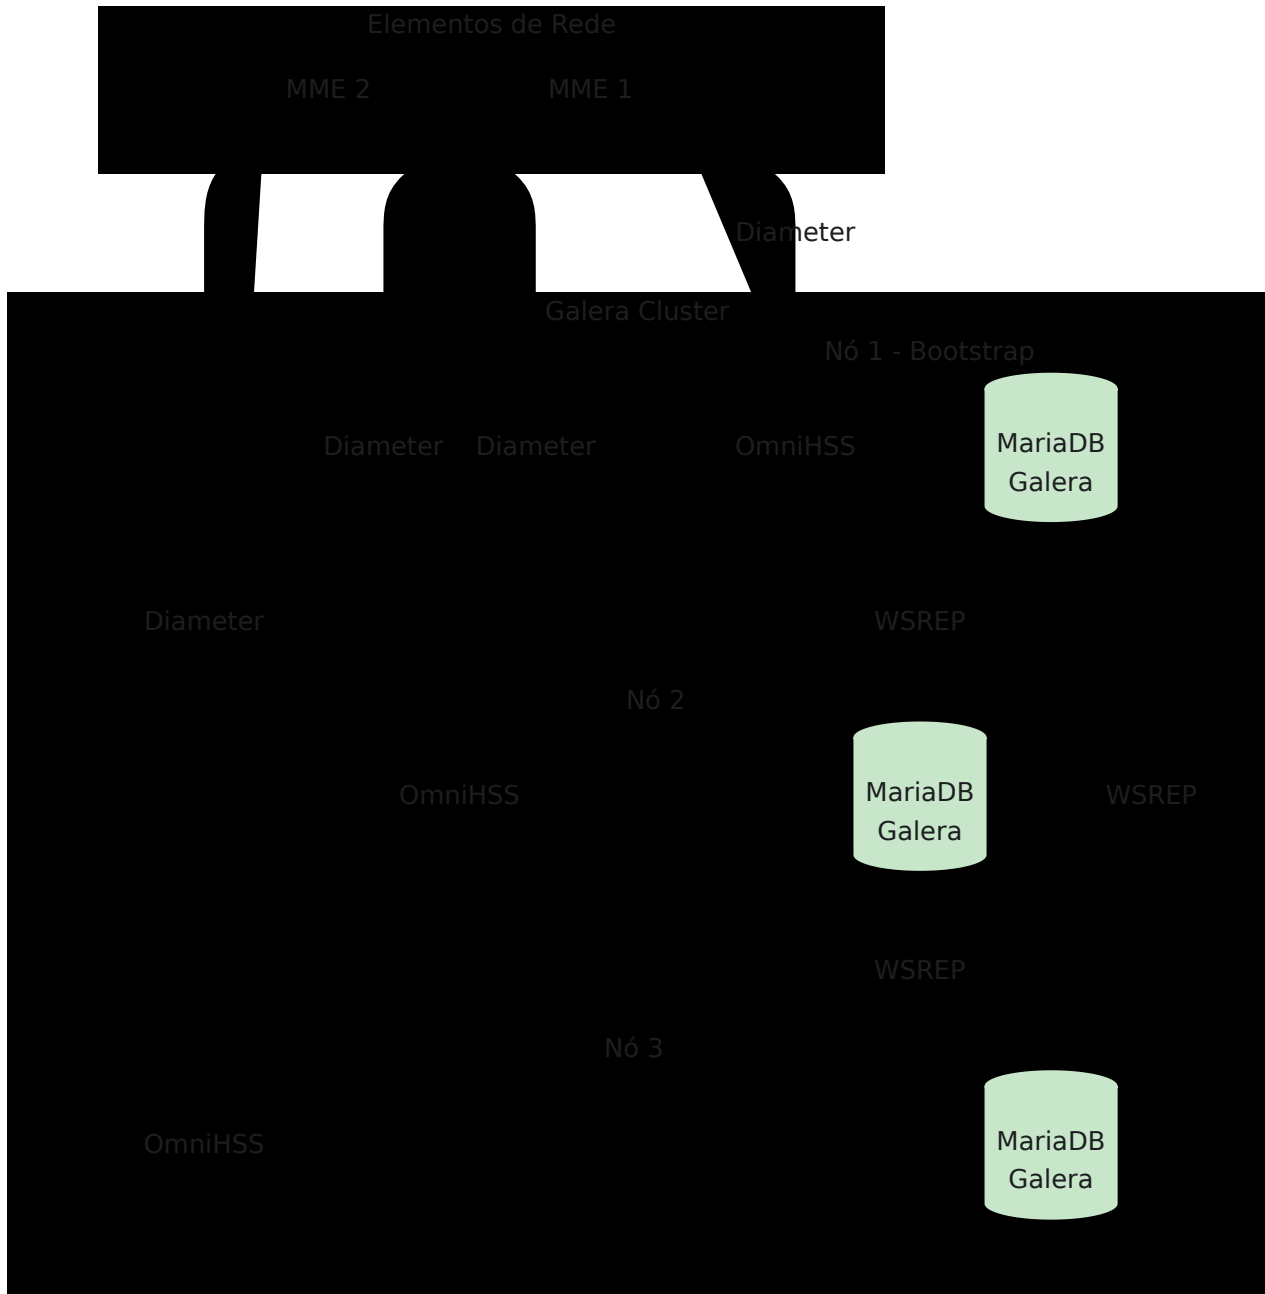 Elementos de Rede
MME 2
MME 1
Diameter
Galera Cluster
Nó 1 - Bootstrap
Diameter
Diameter
OmniHSS
MariaDB
Galera
Diameter
WSREP
Nó 2
OmniHSS
MariaDB
Galera
WSREP
WSREP
Nó 3
OmniHSS
MariaDB
Galera